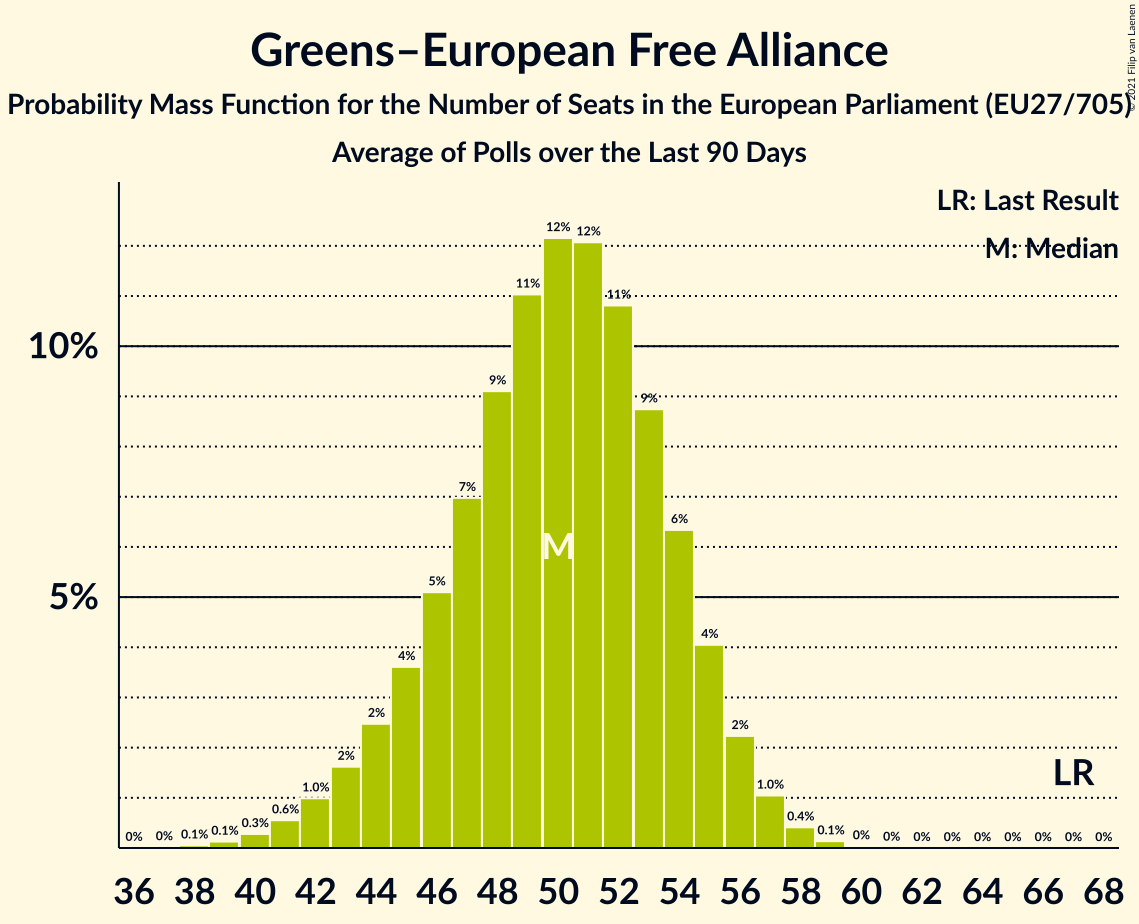 Greens–European Free Alliance
Probability Mass Function for the Number of Seats in the European Parliament (EU27/705)
Average of Polls over the Last 90 Days
© 2021 Filip van Laenen
LR: Last Result
M: Median
10%
5%
0% 0% 0.1% 0.1% 0.3% 0.6% 1.0% 2% 2% 4% 5% 7% 9% 11% 12% 12% 11% 9% 6% 4% 2% 1.0% 0.4% 0.1% 0% 0% 0% 0% 0% 0% 0% 0% 0%
M
LR
36 38 40 42 44 46 48 50 52 54 56 58 60 62 64 66 68